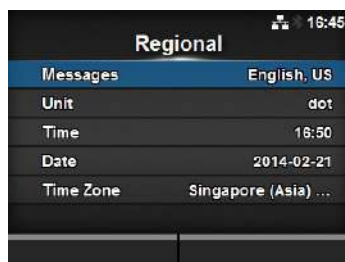 16:45
Regional
Messages English, US
Unit dot
Time 16:50
Date 2014-02-21
Time Zone Singapore (Asia) ...